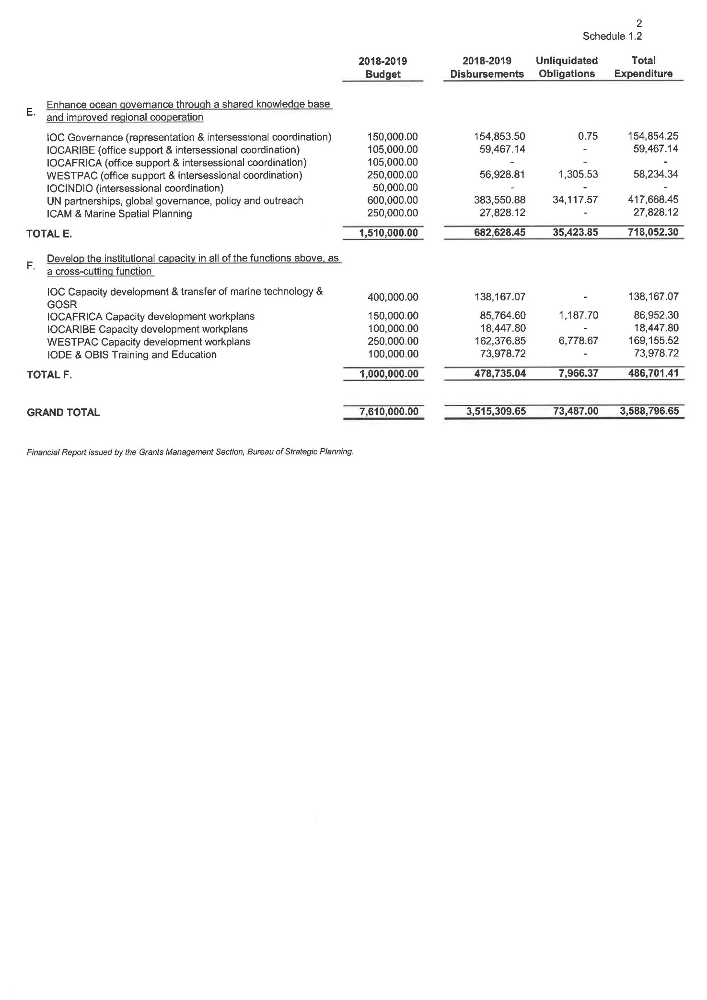 2
Schedule 1.2
2018-2019 2018-2019 Unliquidated Total
Budget Disbursements Obligations Expenditure
E. Enhance ocean governance through a shared knowledge base
and improved regional cooperation
IOC Governance (representation & intersessional coordination) 150,000.00 154,853.50 0.75 154,854.25
IOCARIBE (office support & intersessional coordination) 105,000.00 59,467.14 - 59,467.14
IOCAFRICA (office support & intersessional coordination) 105,000.00 - - -
WESTPAC (office support & intersessional coordination) 250,000.00 56,928.81 1,305.53 58,234.34
IOCINDIO (intersessional coordination) 50,000.00 - - -
UN partnerships, global governance, policy and outreach 600,000.00 383,550.88 34,117.57 417,668.45
ICAM & Marine Spatial Planning 250,000.00 27,828.12 - 27,828.12
TOTAL E. 1,510,000.00 682,628.45 35,423.85 718,052.30
F. Develop the institutional capacity in all of the functions above, as
a cross-cutting function
IOC Capacity development & transfer of marine technology &
GOSR 400,000.00 138,167.07 - 138,167.07
IOCAFRICA Capacity development workplans 150,000.00 85,764.60 1,187.70 86,952.30
IOCARIBE Capacity development workplans 100,000.00 18,447.80 - 18,447.80
WESTPAC Capacity development workplans 250,000.00 162,376.85 6,778.67 169,155.52
IODE & OBIS Training and Education 100,000.00 73,978.72 - 73,978.72
TOTAL F. 1,000,000.00 478,735.04 7,966.37 486,701.41
GRAND TOTAL 7,610,000.00 3,515,309.65 73,487.00 3,588,796.65
Financial Report issued by the Grants Management Section, Bureau of Strategic Planning.